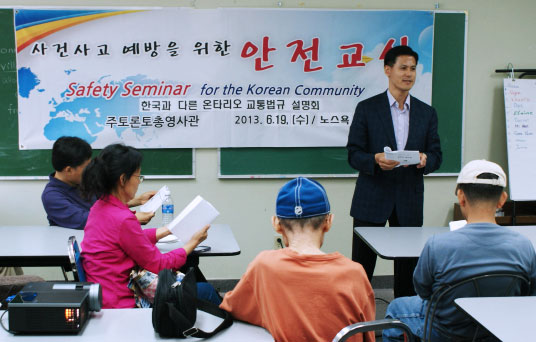 사건사고 예방을 위한 안전교실
Safety Seminar for the Korean Community
한국과 다른 온타리오 교통법규 설명회
주토론토총영사관 2013. 6.19, (수) / 노스욕